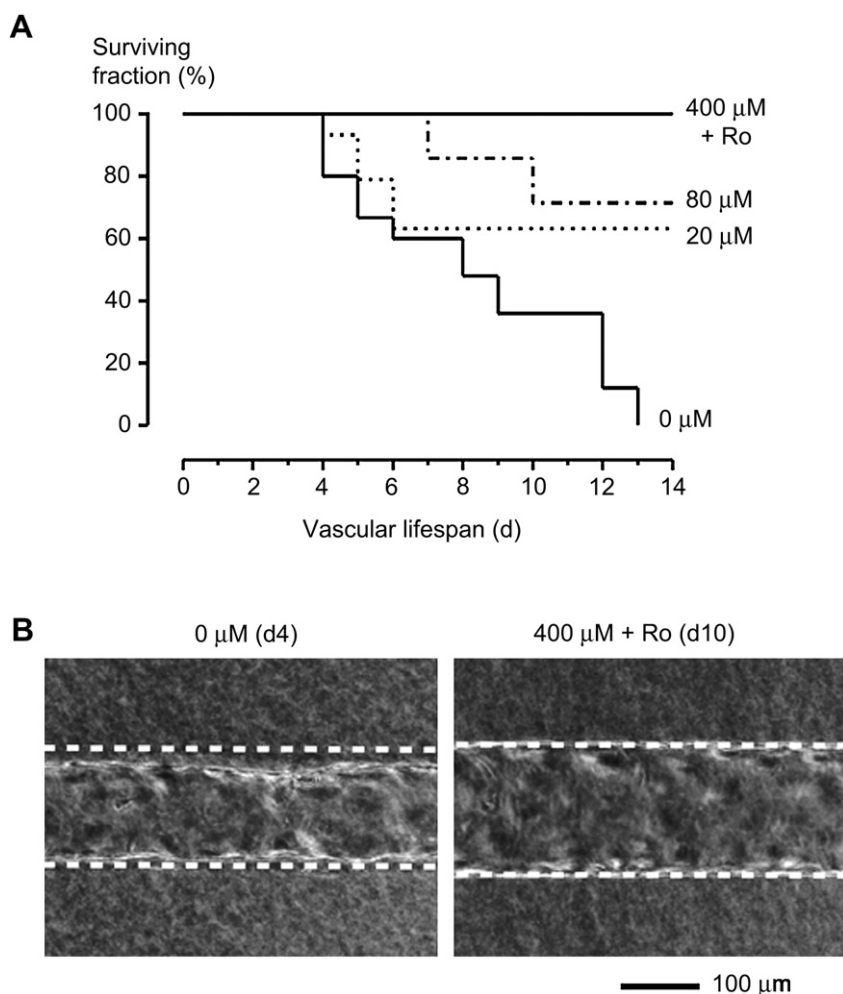 A
Surviving
fraction (%)
100
80
60
40
20
0
400 μM
+ Ro
80 μM
20 μM
0 μM
0 2 4 6 8 10 12 14
Vascular lifespan (d)
B
0 μM (d4)
400 μM + Ro (d10)
100 μm